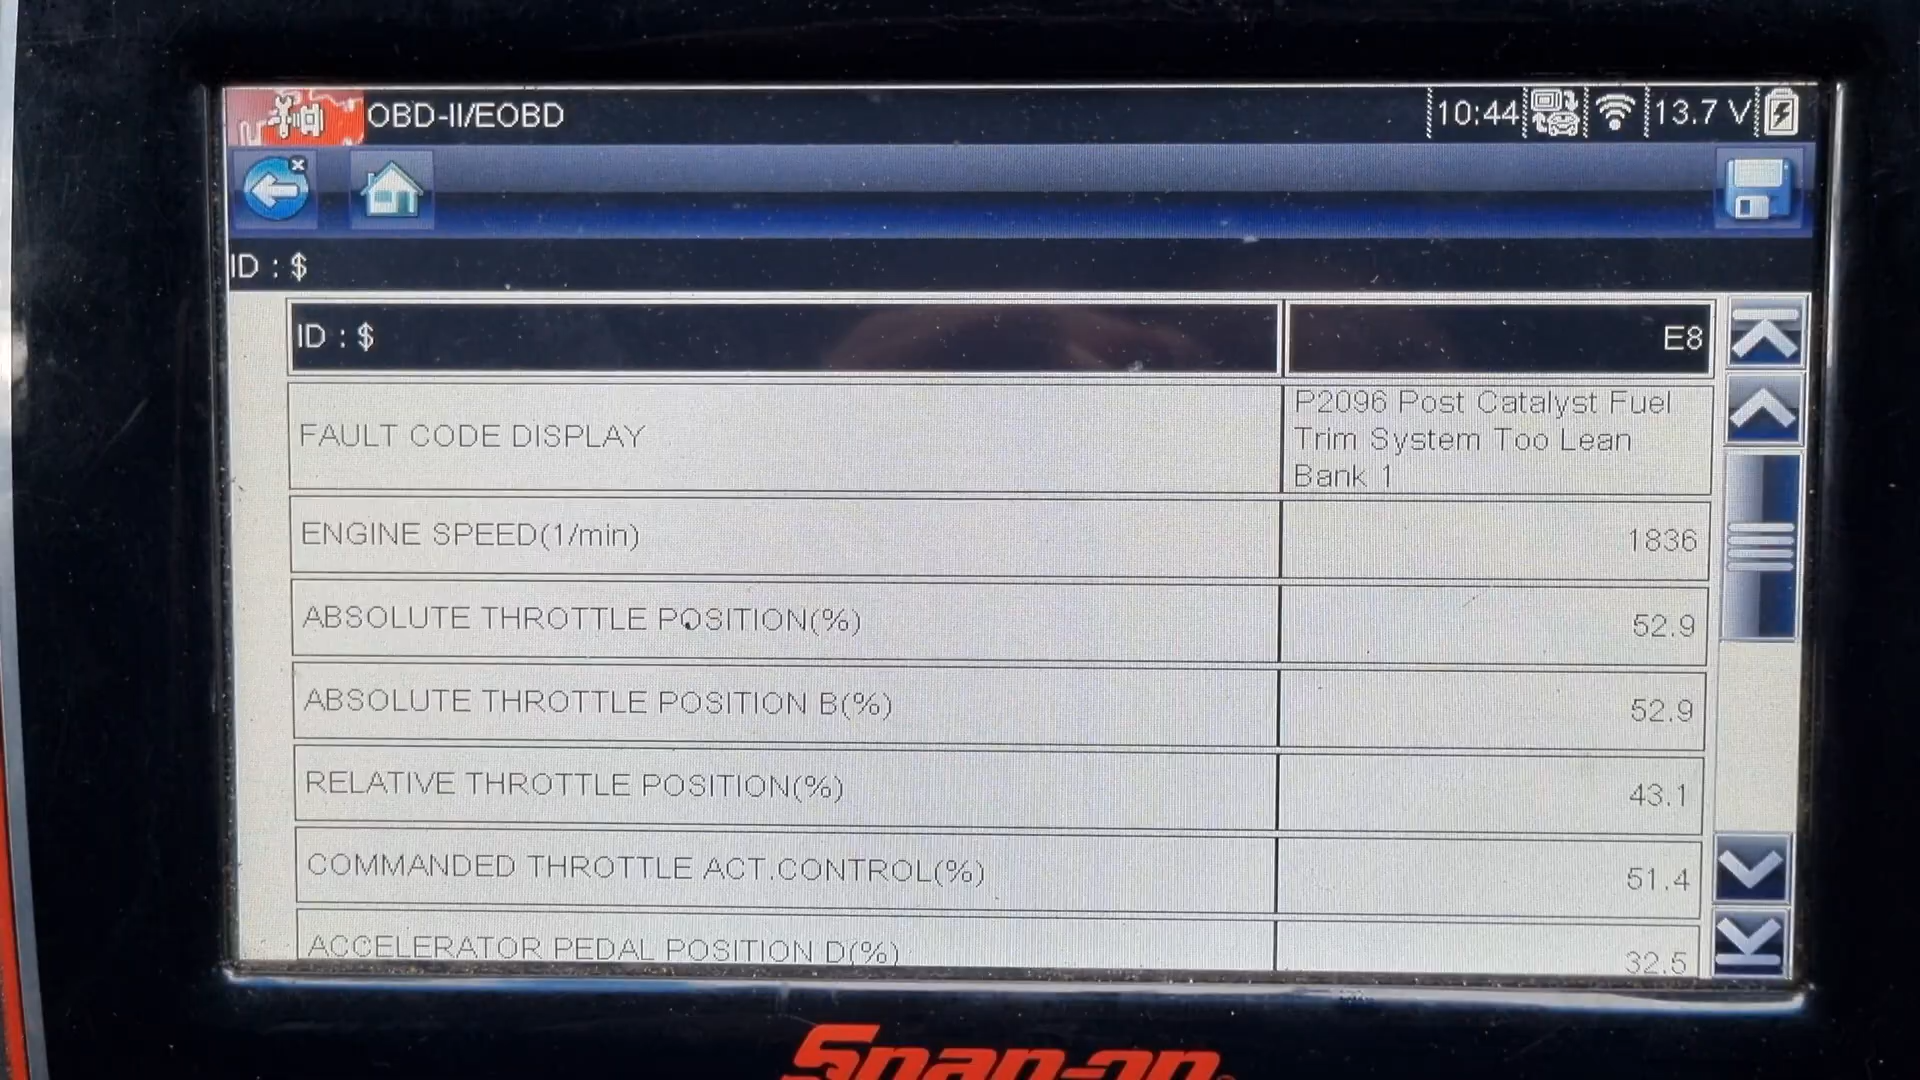 OBD-II/EOBD 10:44 13.7 V
ID : $
ID : $ E8
FAULT CODE DISPLAY P2096 Post Catalyst Fuel
Trim System Too Lean
Bank 1
ENGINE SPEED(1/min) 1836
ABSOLUTE THROTTLE POSITION(%) 52.9
ABSOLUTE THROTTLE POSITION B(%) 52.9
RELATIVE THROTTLE POSITION(%) 43.1
COMMANDED THROTTLE ACT.CONTROL(%) 51.4
ACCELERATOR PEDAL POSITION D(%) 32.5
Snap-on